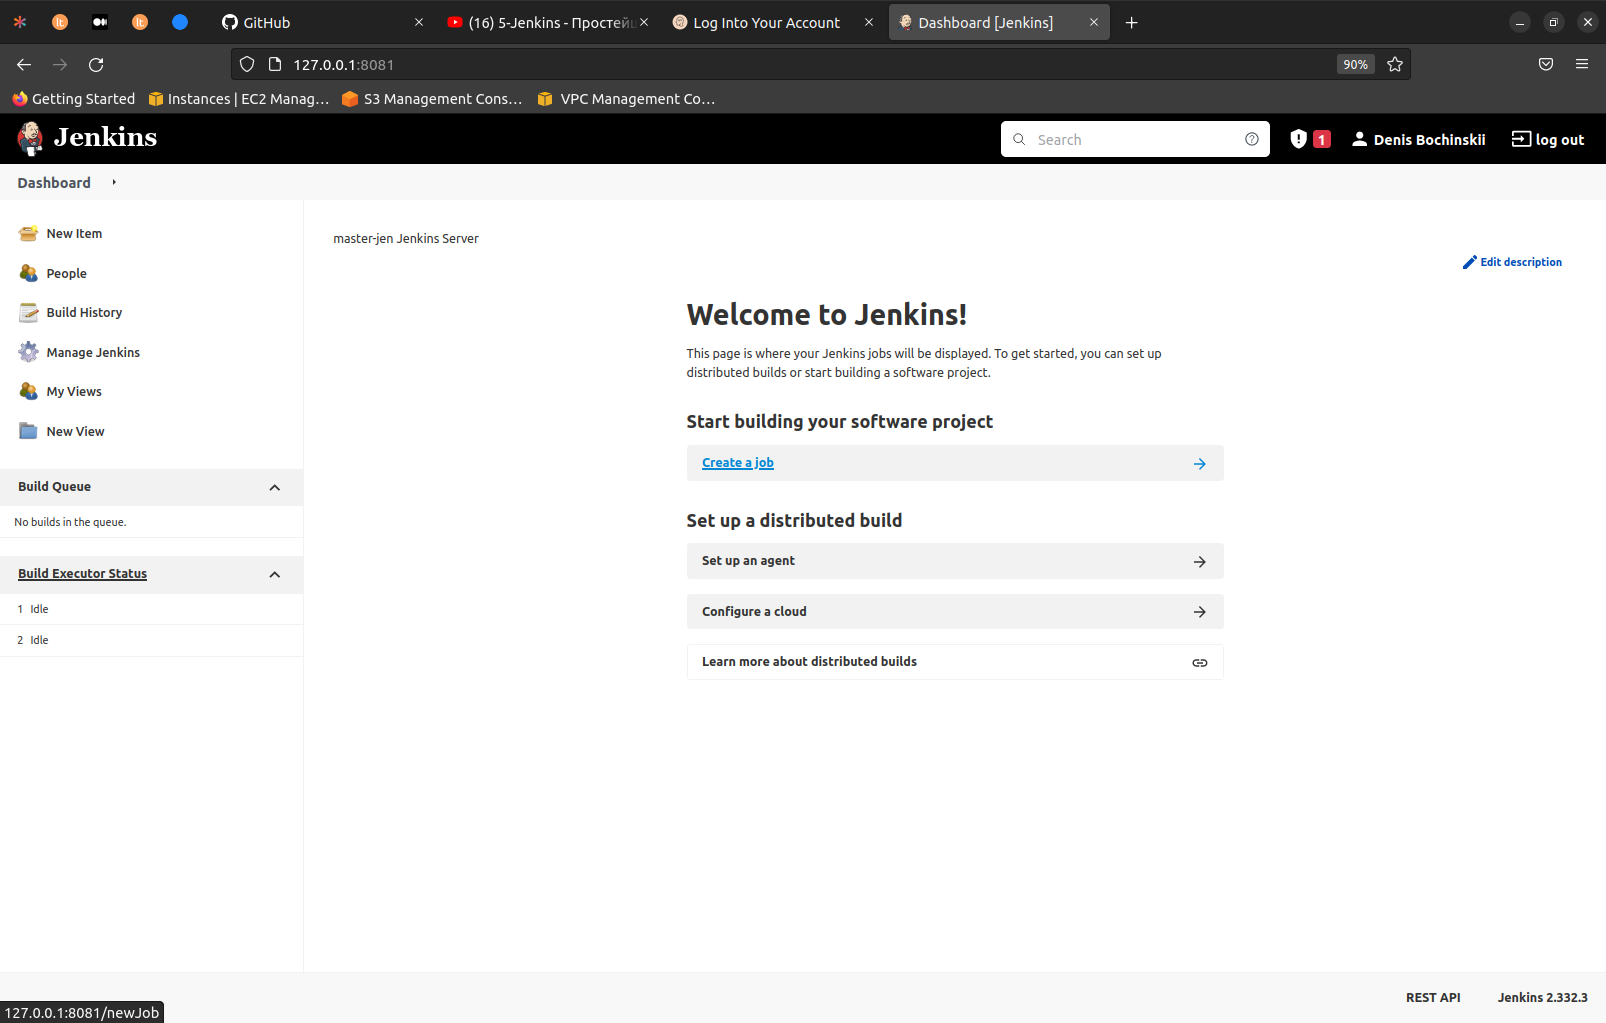 GitHub
(16) 5-Jenkins - Простейш
Log Into Your Account
Dashboard [Jenkins]
127.0.0.1:8081
90%
Getting Started
Instances | EC2 Manag…
S3 Management Cons…
VPC Management Co…
Jenkins
Search
1
Denis Bochinskii
log out
Dashboard
New Item
People
Build History
Manage Jenkins
My Views
New View
Build Queue
No builds in the queue.
Build Executor Status
1 Idle
2 Idle
master-jen Jenkins Server
Edit description
Welcome to Jenkins!
This page is where your Jenkins jobs will be displayed. To get started, you can set up
distributed builds or start building a software project.
Start building your software project
Create a job
Set up a distributed build
Set up an agent
Configure a cloud
Learn more about distributed builds
REST API
Jenkins 2.332.3
127.0.0.1:8081/newJob